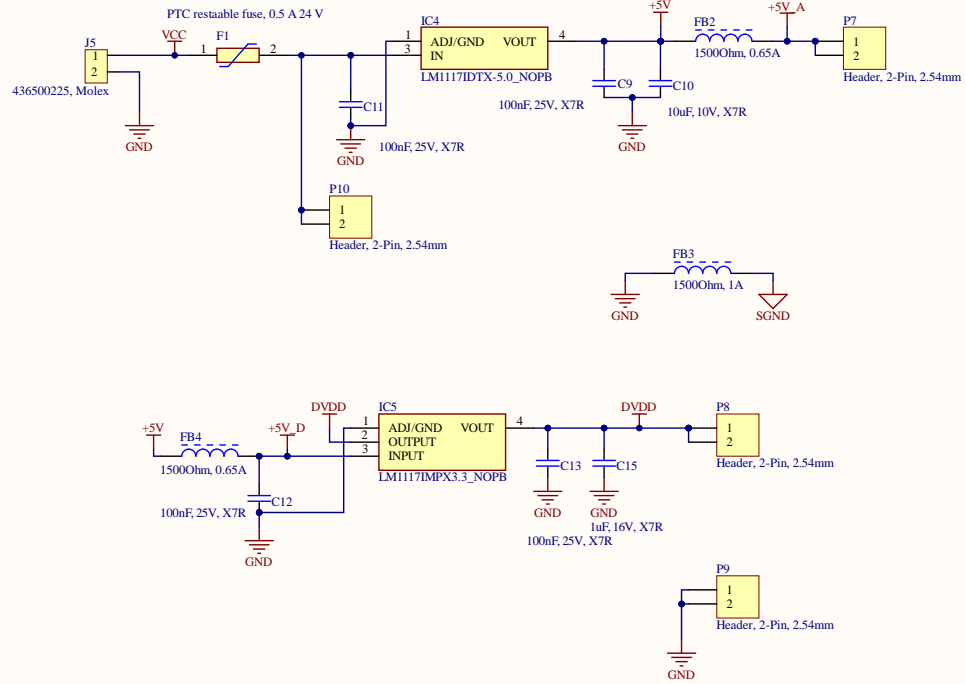 PTC restaable fuse, 0.5 A 24 V
J5
1
2
436500225, Molex
VCC
F1
1
2
GND
C11
100nF, 25V, X7R
GND
IC4
1
3
ADJ/GND
IN
VOUT
4
LM1117IDTX-5.0_NOPB
+5V
C9
100nF, 25V, X7R
C10
10uF, 10V, X7R
GND
FB2
1500Ohm, 0.65A
+5V_A
P7
1
2
Header, 2-Pin, 2.54mm
P10
1
2
Header, 2-Pin, 2.54mm
FB3
1500Ohm, 1A
GND
SGND
+5V
FB4
1500Ohm, 0.65A
+5V_D
C12
100nF, 25V, X7R
GND
DVDD
IC5
1
2
3
ADJ/GND
OUTPUT
INPUT
VOUT
4
LM1117IMPX3.3_NOPB
C13
GND
100nF, 25V, X7R
C15
GND
1uF, 16V, X7R
DVDD
P8
1
2
Header, 2-Pin, 2.54mm
P9
1
2
Header, 2-Pin, 2.54mm
GND